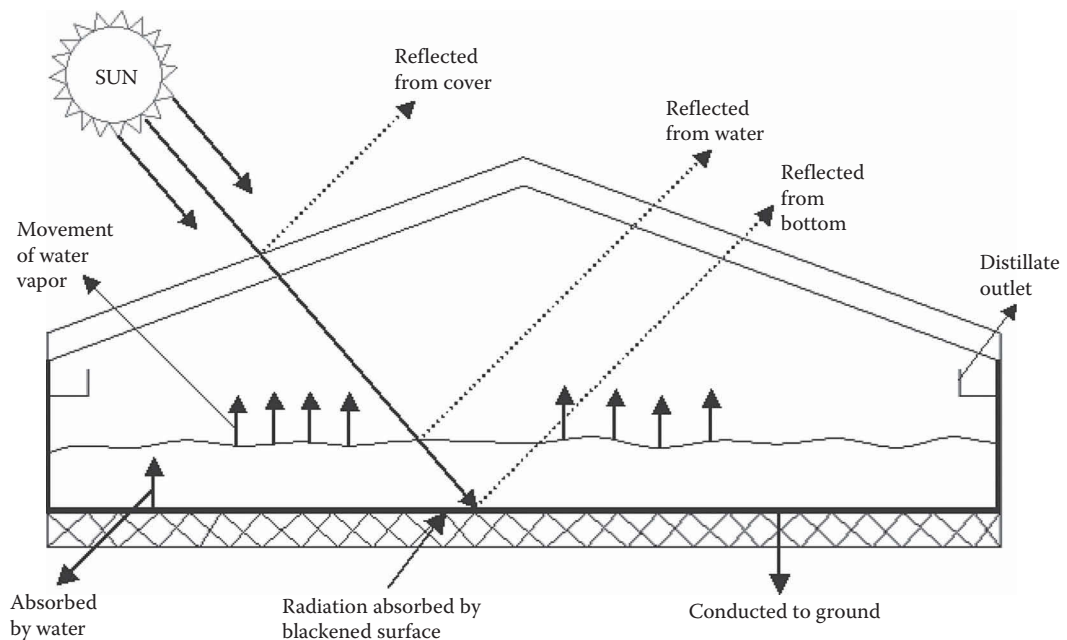 SUN
Reflected
from cover
Reflected
from water
Reflected
from
bottom
Movement
of water
vapor
Distillate
outlet
Absorbed
by water
Radiation absorbed by
blackened surface
Conducted to ground